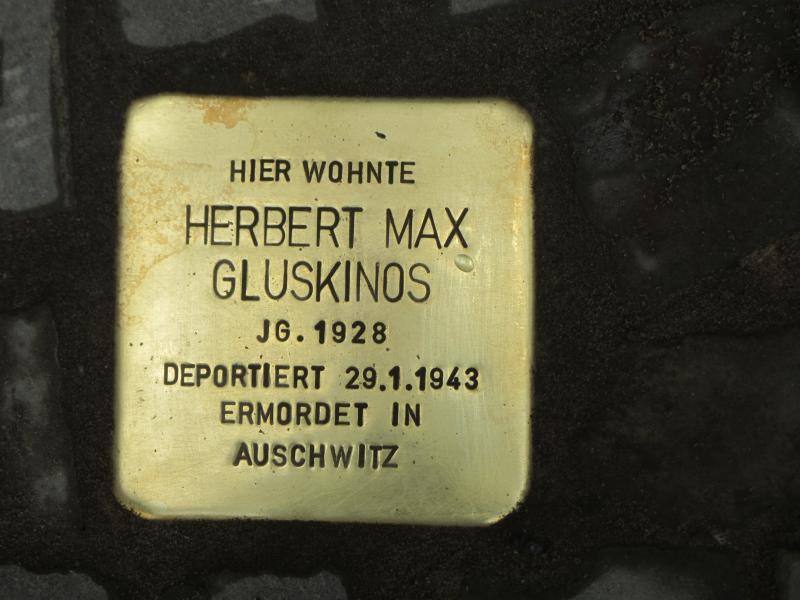 HIER WOHNTE
HERBERT MAX
GLUSKINOS
JG. 1928
DEPORTIERT 29.1.1943
ERMORDET IN
AUSCHWITZ